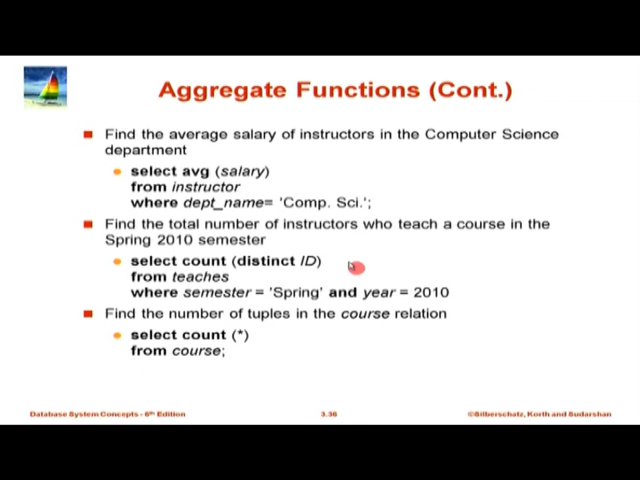 Aggregate Functions (Cont.)
Find the average salary of instructors in the Computer Science
department
select avg (salary)
from instructor
where dept_name= 'Comp. Sci.';
Find the total number of instructors who teach a course in the
Spring 2010 semester
select count (distinct ID)
from teaches
where semester = 'Spring' and year = 2010
Find the number of tuples in the course relation
select count (*)
from course;
Database System Concepts - 6th Edition
3.38
©Silberschatz, Korth and Sudarshan